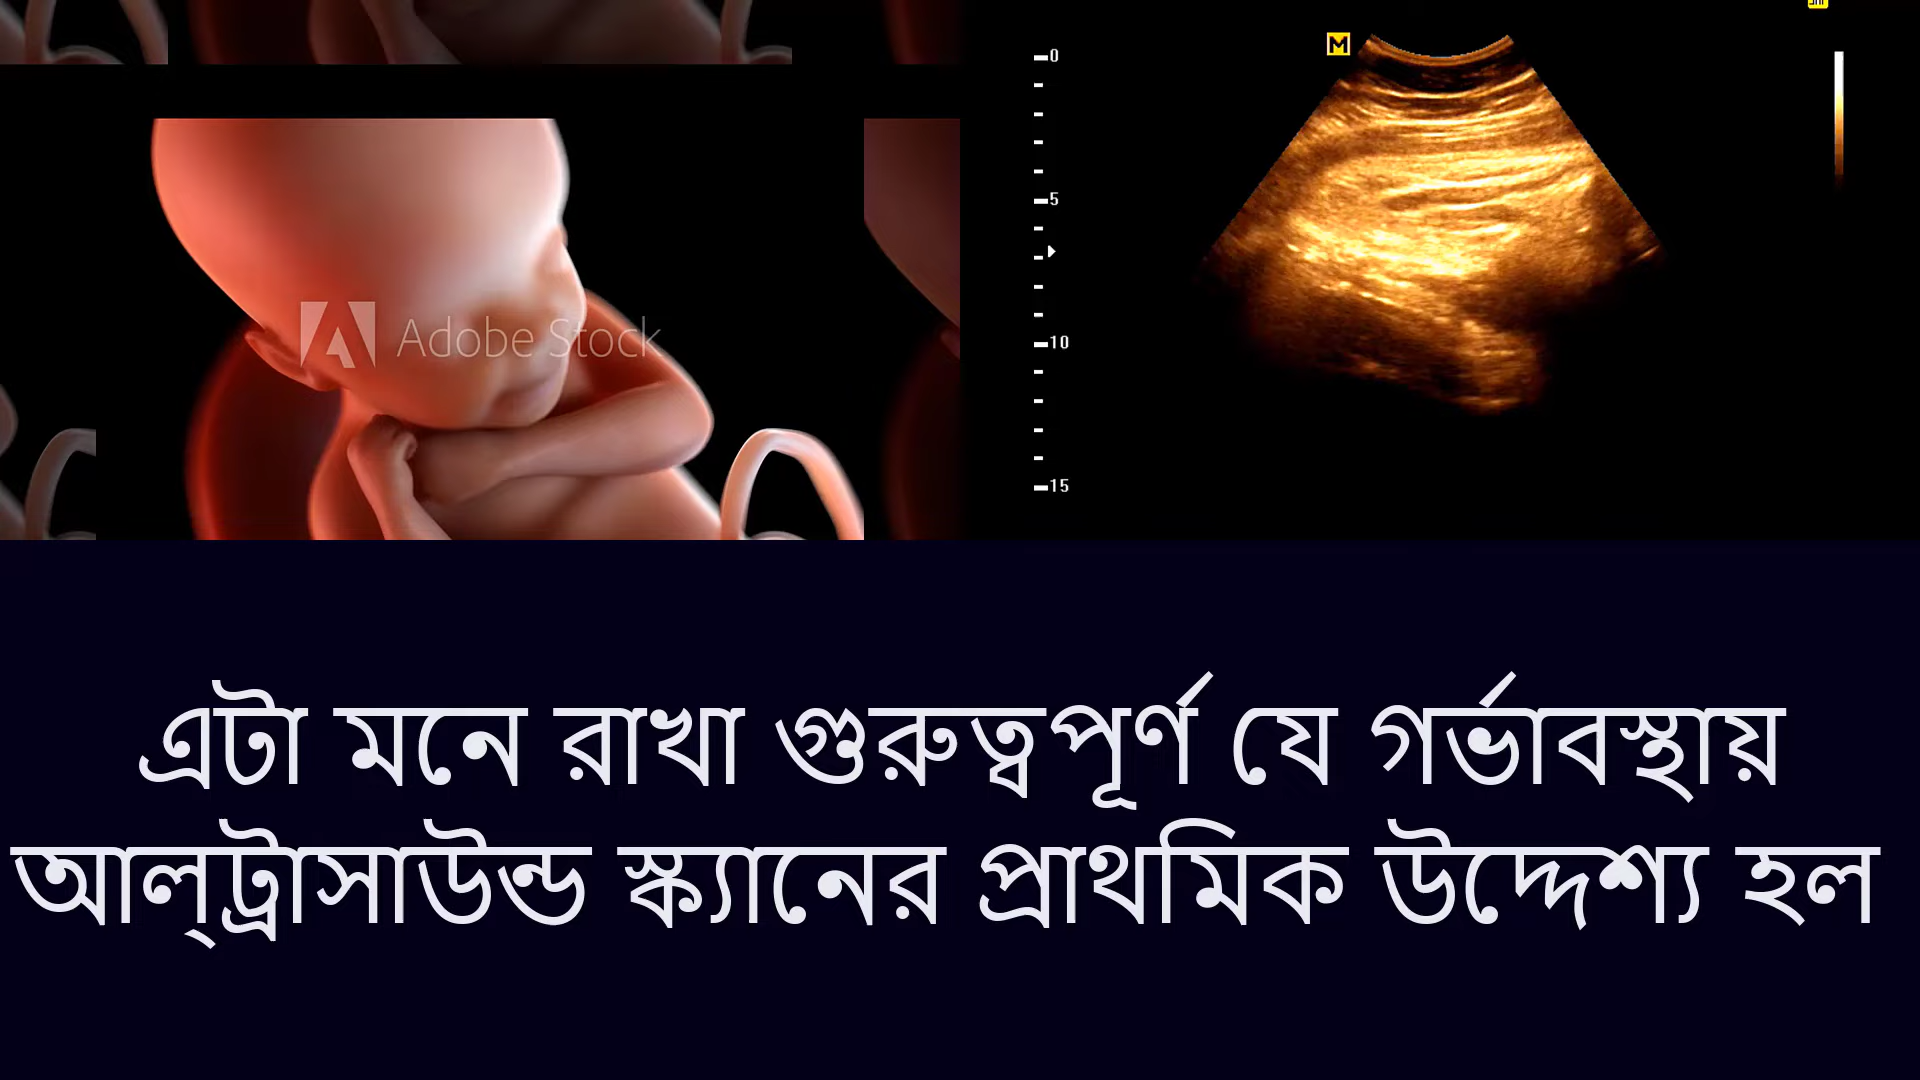 M
0
5
10
15
Adobe Stock
এটা মনে রাখা গুরুত্বপূর্ণ যে গর্ভাবস্থায়
আল্ট্রাসাউন্ড স্ক্যানের প্রাথমিক উদ্দেশ্য হল